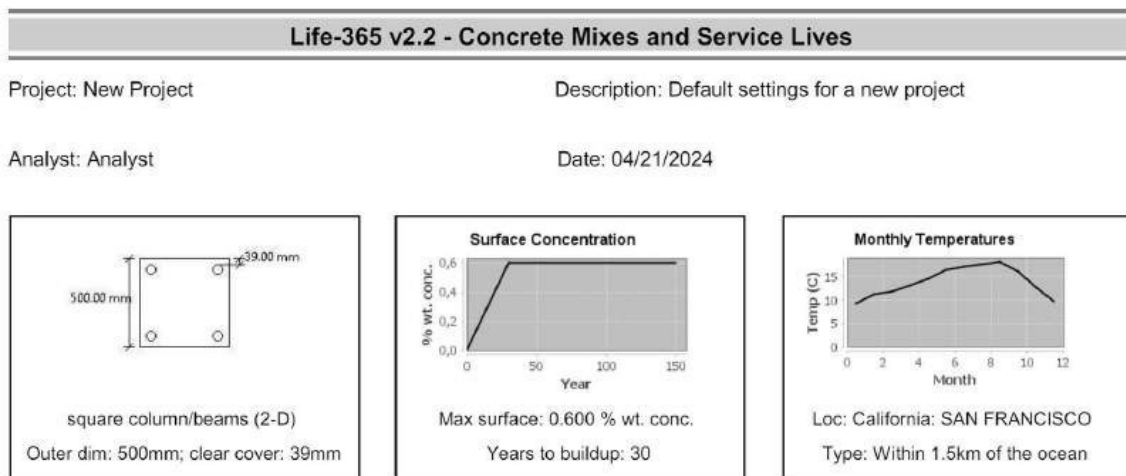 Life-365 v2.2 - Concrete Mixes and Service Lives
Project: New Project
Description: Default settings for a new project
Analyst: Analyst
Date: 04/21/2024
39.00 mm
500.00 mm
square column/beams (2-D)
Outer dim: 500mm; clear cover: 39mm
Surface Concentration
% wt. conc.
0,6
0,4
0,2
0,0
0 50 100 150
Year
Max surface: 0.600 % wt. conc.
Years to buildup: 30
Monthly Temperatures
Temp (C)
15
10
5
0
0 2 4 6 8 10 12
Month
Loc: California: SAN FRANCISCO
Type: Within 1.5km of the ocean